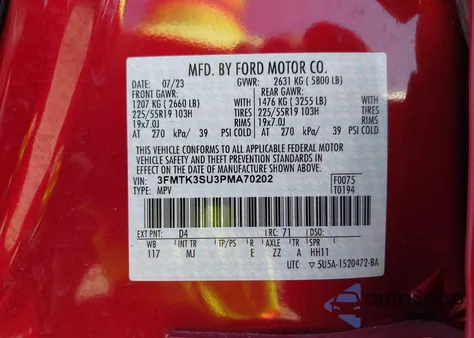 MFD. BY FORD MOTOR CO.
DATE: 07/23 GVWR: 2631 KG ( 5800 LB)
FRONT GAWR: REAR GAWR:
1207 KG ( 2660 LB) WITH 1476 KG ( 3255 LB) WITH
225/55R19 103H TIRES 225/55R19 103H TIRES
19x7.0J RIMS 19x7.0J RIMS
AT 270 kPa/ 39 PSI COLD AT 270 kPa/ 39 PSI COLD
THIS VEHICLE CONFORMS TO ALL APPLICABLE FEDERAL MOTOR
VEHICLE SAFETY AND THEFT PREVENTION STANDARDS IN
EFFECT ON THE DATE OF MANUFACTURE SHOWN ABOVE.
VIN: 3FMTK3SU3PMA70202 F0075
TYPE: MPV T0194
EXT PNT: D4 RC: 71 DSO:
WB INT TR TP/PS R AXLE TR SPR
117 MJ E ZZ A HH11
UTC 5U5A-1520472-BA